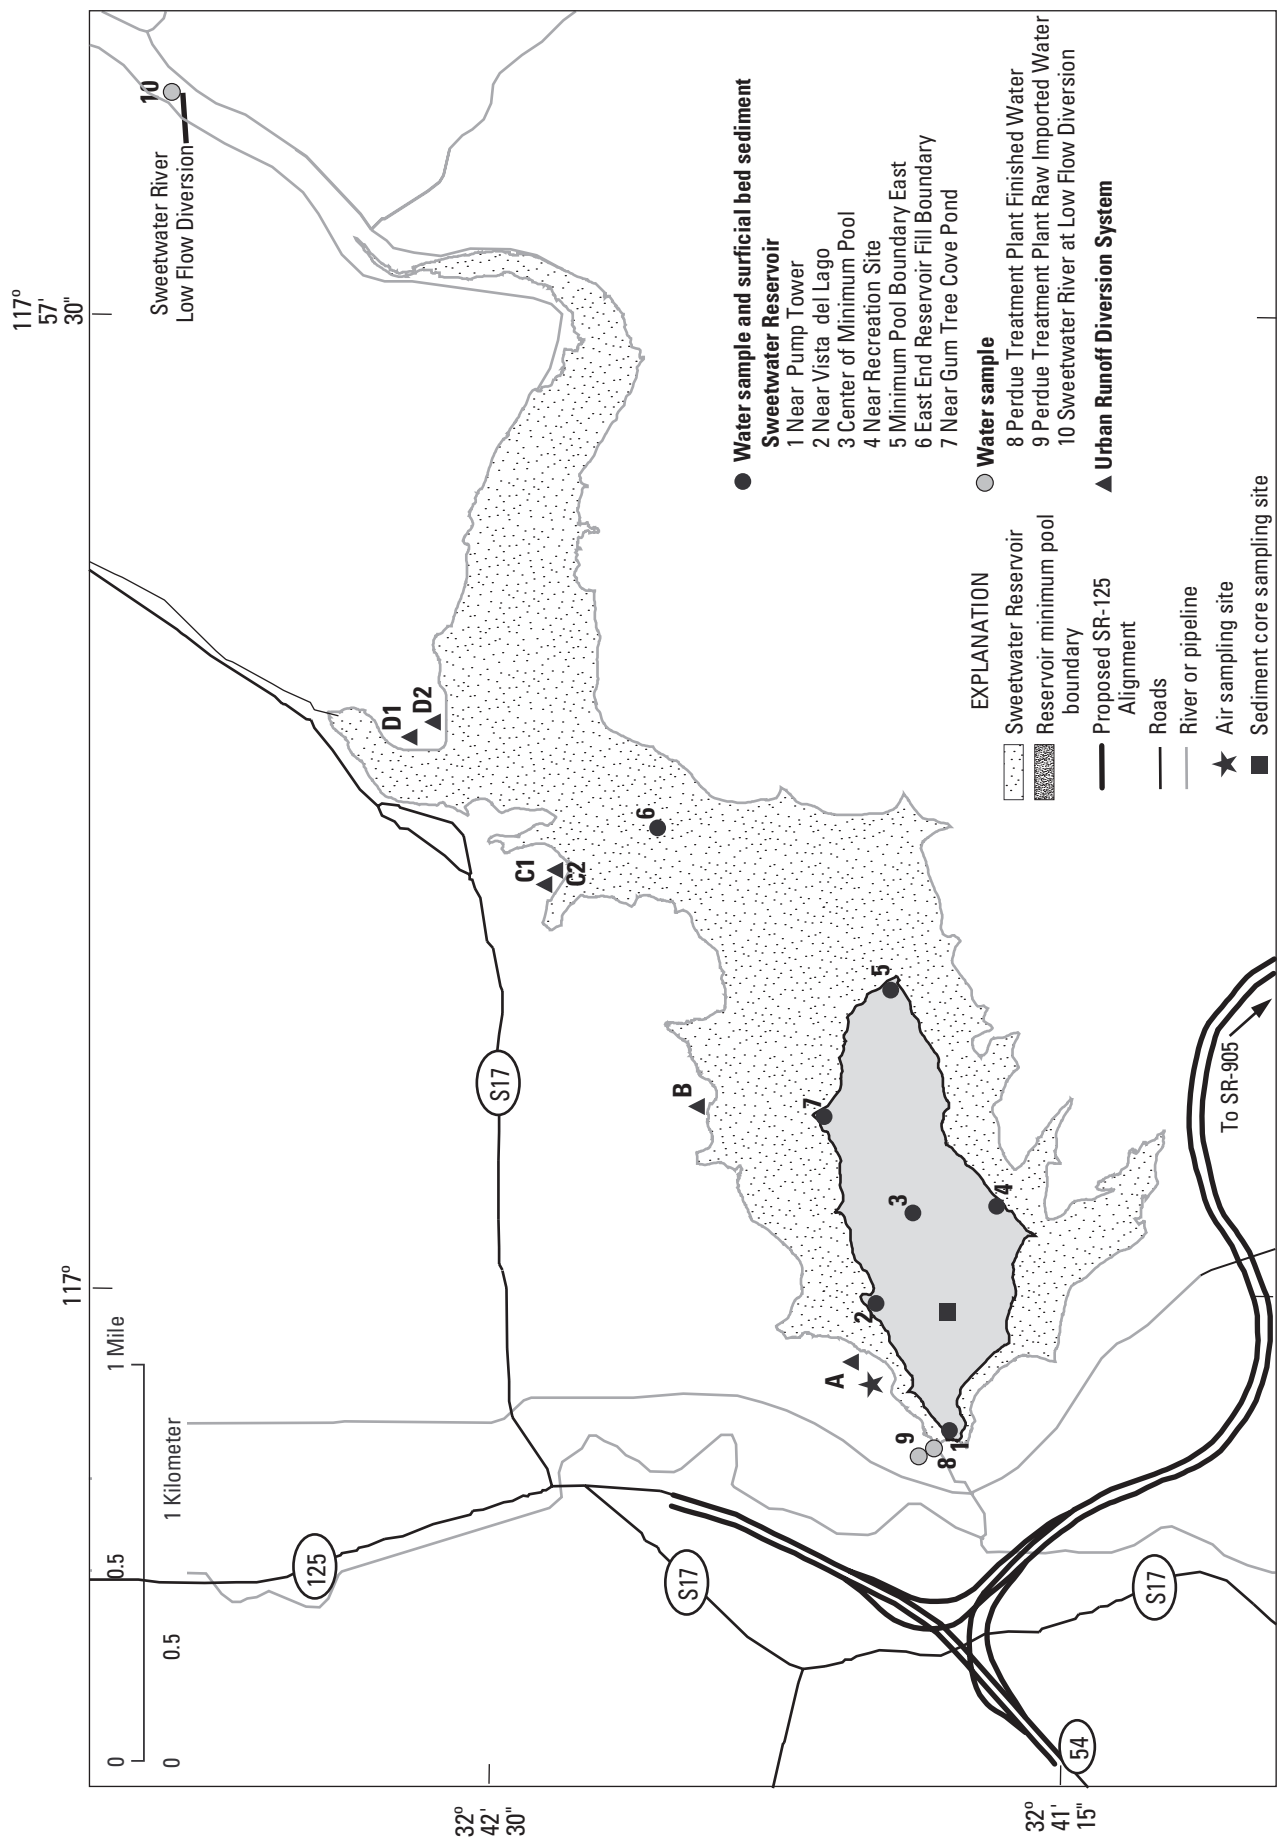 117º
117º
57'
30"
0
0.5
1 Mile
0
0.5
1 Kilometer
Sweetwater River
Low Flow Diversion
10
32º
42'
30"
125
S17
D1
D2
C1
C2
6
B
S17
A
2
7
5
3
4
9
8
1
54
S17
To SR-905
32º
41'
15"
EXPLANATION
Sweetwater Reservoir
Reservoir minimum pool
boundary
Proposed SR-125
Alignment
Roads
River or pipeline
Air sampling site
Sediment core sampling site
Water sample and surficial bed sediment
Sweetwater Reservoir
1 Near Pump Tower
2 Near Vista del Lago
3 Center of Minimum Pool
4 Near Recreation Site
5 Minimum Pool Boundary East
6 East End Reservoir Fill Boundary
7 Near Gum Tree Cove Pond
Water sample
8 Perdue Treatment Plant Finished Water
9 Perdue Treatment Plant Raw Imported Water
10 Sweetwater River at Low Flow Diversion
Urban Runoff Diversion System